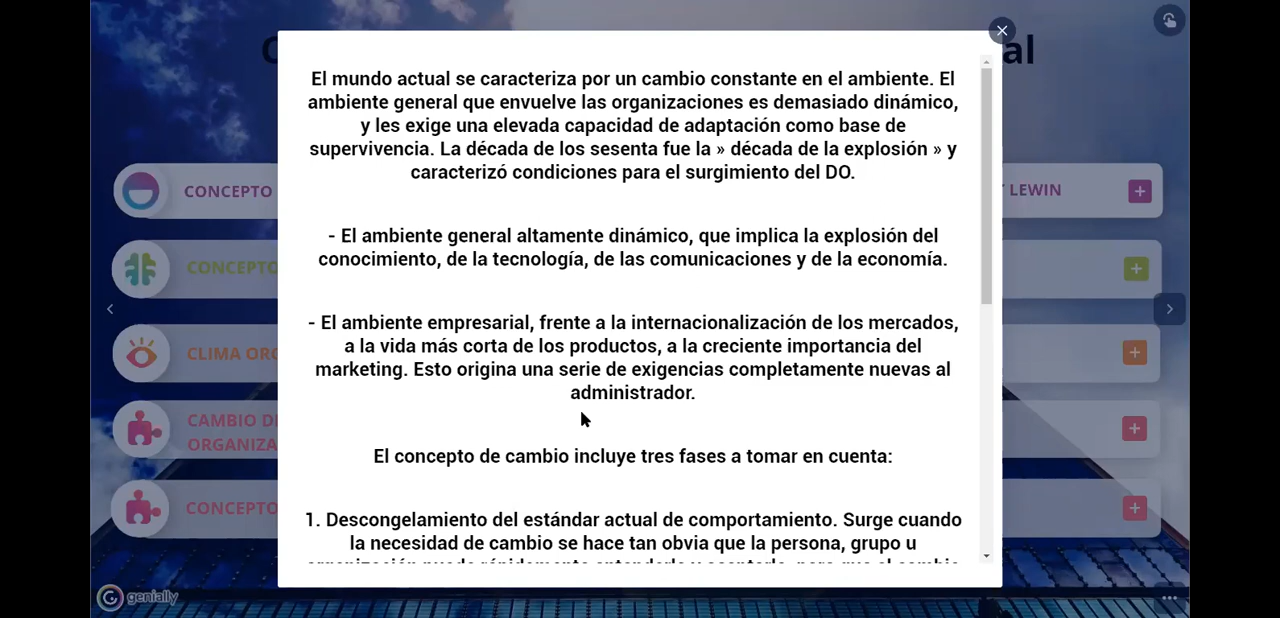 al
El mundo actual se caracteriza por un cambio constante en el ambiente. El
ambiente general que envuelve las organizaciones es demasiado dinámico,
y les exige una elevada capacidad de adaptación como base de
supervivencia. La década de los sesenta fue la » década de la explosión » y
caracterizó condiciones para el surgimiento del DO.
- El ambiente general altamente dinámico, que implica la explosión del
conocimiento, de la tecnología, de las comunicaciones y de la economía.
- El ambiente empresarial, frente a la internacionalización de los mercados,
a la vida más corta de los productos, a la creciente importancia del
marketing. Esto origina una serie de exigencias completamente nuevas al
administrador.
El concepto de cambio incluye tres fases a tomar en cuenta:
1. Descongelamiento del estándar actual de comportamiento. Surge cuando
la necesidad de cambio se hace tan obvia que la persona, grupo u
CONCEPTO
CONCEPTO
CLIMA ORG
CAMBIO DE
ORGANIZA
CONCEPTO
LEWIN
genially